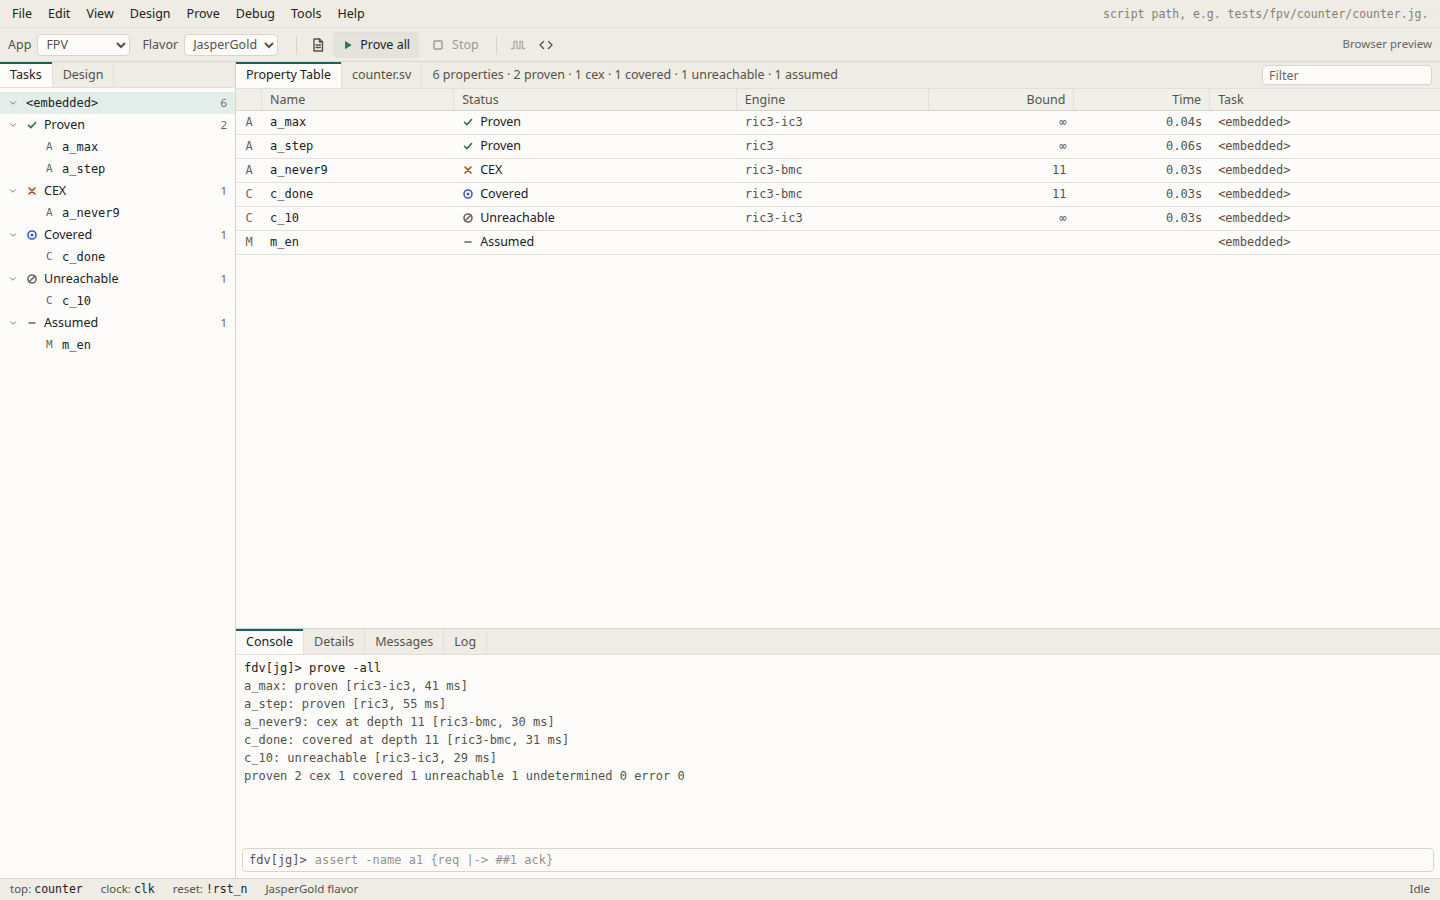 File Edit View Design Prove Debug Tools Help script path, e.g. tests/fpv/counter/counter.jg.
App FPV Flavor JasperGold Prove all Stop Browser preview
Tasks Design Property Table counter.sv 6 properties · 2 proven · 1 cex · 1 covered · 1 unreachable · 1 assumed Filter
<embedded> 6
Proven 2
A a_max
A a_step
CEX 1
A a_never9
Covered 1
C c_done
Unreachable 1
C c_10
Assumed 1
M m_en
Name Status Engine Bound Time Task
A a_max Proven ric3-ic3 ∞ 0.04s <embedded>
A a_step Proven ric3 ∞ 0.06s <embedded>
A a_never9 CEX ric3-bmc 11 0.03s <embedded>
C c_done Covered ric3-bmc 11 0.03s <embedded>
C c_10 Unreachable ric3-ic3 ∞ 0.03s <embedded>
M m_en Assumed <embedded>
Console Details Messages Log
fdv[jg]> prove -all
a_max: proven [ric3-ic3, 41 ms]
a_step: proven [ric3, 55 ms]
a_never9: cex at depth 11 [ric3-bmc, 30 ms]
c_done: covered at depth 11 [ric3-bmc, 31 ms]
c_10: unreachable [ric3-ic3, 29 ms]
proven 2 cex 1 covered 1 unreachable 1 undetermined 0 error 0
fdv[jg]> assert -name a1 {req |-> ##1 ack}
top: counter clock: clk reset: !rst_n JasperGold flavor Idle